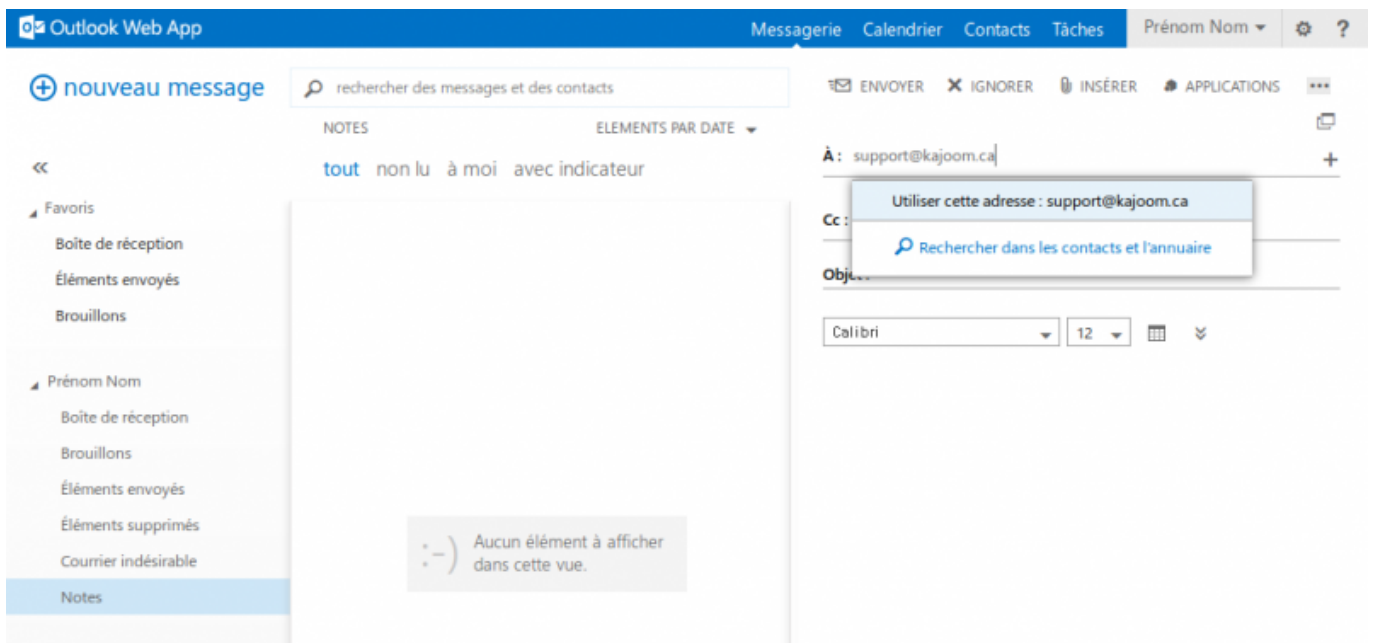 Outlook Web App
Messagerie Calendrier Contacts Tâches Prénom Nom ?
nouveau message
rechercher des messages et des contacts
NOTES ELEMENTS PAR DATE
tout non lu à moi avec indicateur
Favoris
Boîte de réception
Éléments envoyés
Brouillons
Prénom Nom
Boîte de réception
Brouillons
Éléments envoyés
Éléments supprimés
Courrier indésirable
Notes
:-) Aucun élément à afficher
dans cette vue.
ENVOYER IGNORER INSÉRER APPLICATIONS
À : support@kajoom.ca
Utiliser cette adresse : support@kajoom.ca
Cc :
Rechercher dans les contacts et l'annuaire
Calibri 12